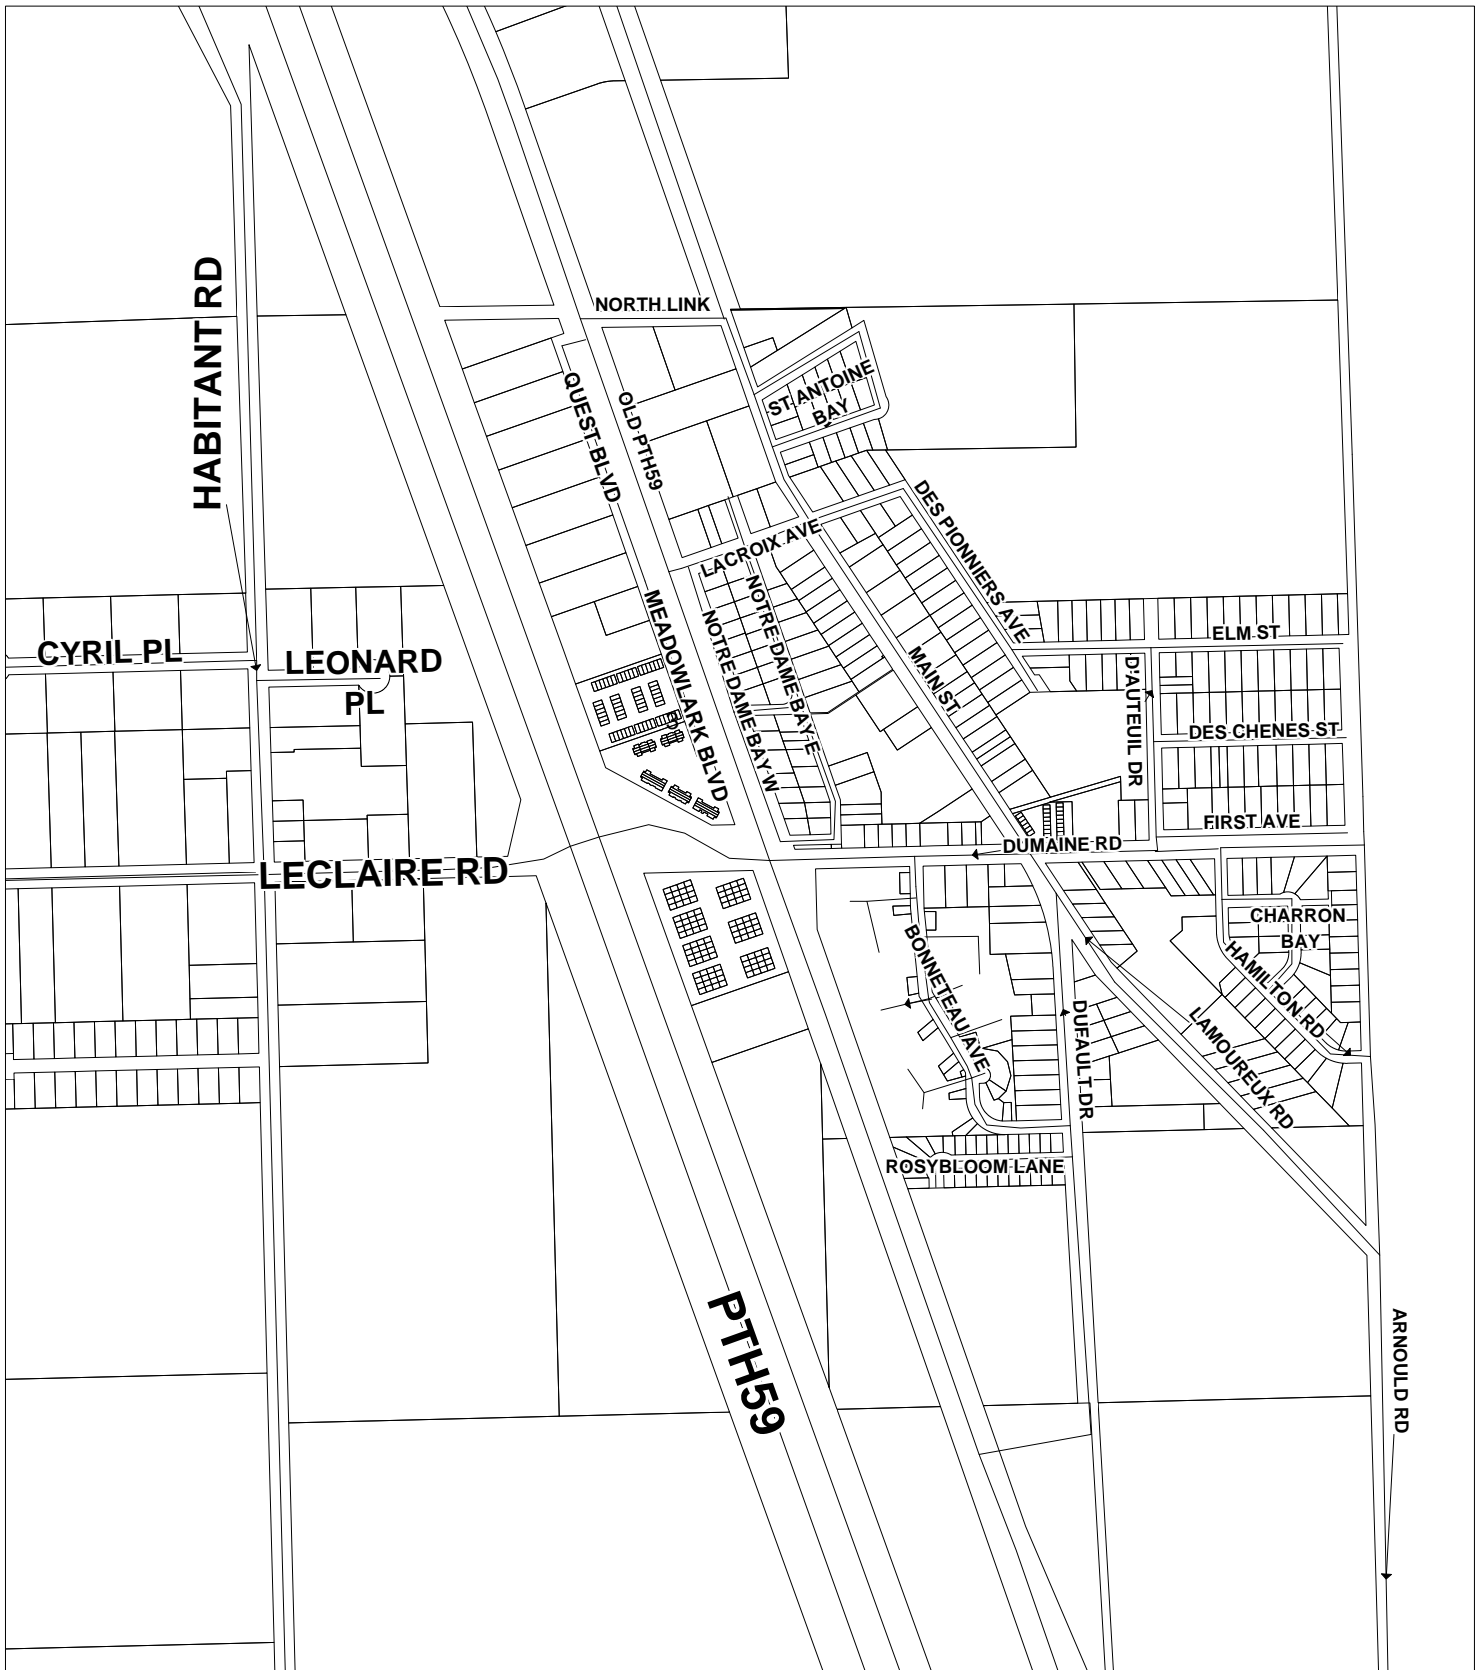 HABITANT RD
NORTH LINK
ST ANTOINE
BAY
QUEST BLVD
OLD PTH59
DES PIONNIERS AVE
LACROIX AVE
NOTRE DAME BAY E
NOTRE DAME BAY W
MEADOWLARK BLVD
MAIN ST
ELM ST
CYRIL PL
LEONARD
PL
D'AUTEUIL DR
DES CHENES ST
FIRST AVE
DUMAINE RD
LECLAIRE RD
CHARRON
BAY
BONNETEAU AVE
HAMILTON RD
DUFAULT DR
LAMOUREUX RD
ROSYBLOOM LANE
PTH59
ARNOULD RD